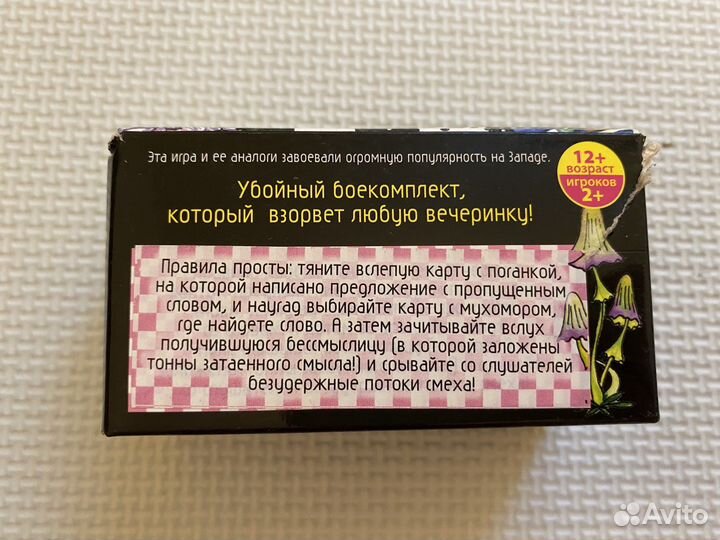 Эта игра и ее аналоги завоевали огромную популярность на Западе.
12+
возраст
игроков
2+
Убойный боекомплект,
который взорвет любую вечеринку!
Правила просты: тяните вслепую карту с поганкой,
на которой написано предложение с пропущенным
словом, и наугад выбирайте карту с мухомором,
где найдете слово. А затем зачитывайте вслух
получившуюся бессмыслицу (в которой заложены
тонны затаенного смысла!) и срывайте со слушателей
безудержные потоки смеха!
Avito